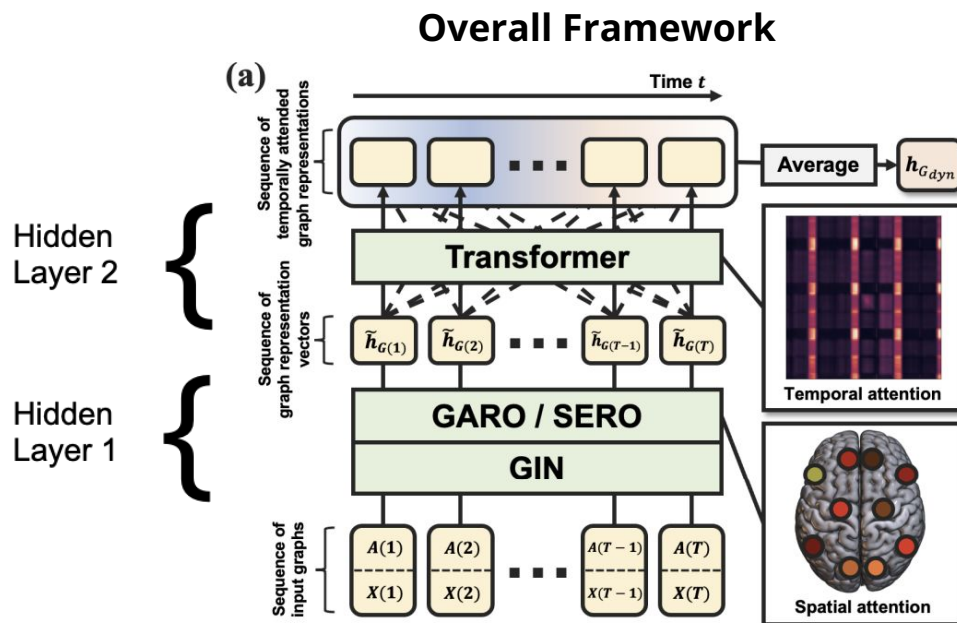 Overall Framework
(a)
Time t
Sequence of
temporally attended
graph representations
Average
h_{G_{dyn}}
Hidden
Layer 2
Transformer
Temporal attention
Sequence of
graph representation
vectors
h̃_{G(1)}
h̃_{G(2)}
h̃_{G(T-1)}
h̃_{G(T)}
Hidden
Layer 1
GARO / SERO
GIN
Spatial attention
Sequence of
input graphs
A(1)
A(2)
A(T − 1)
A(T)
X(1)
X(2)
X(T − 1)
X(T)